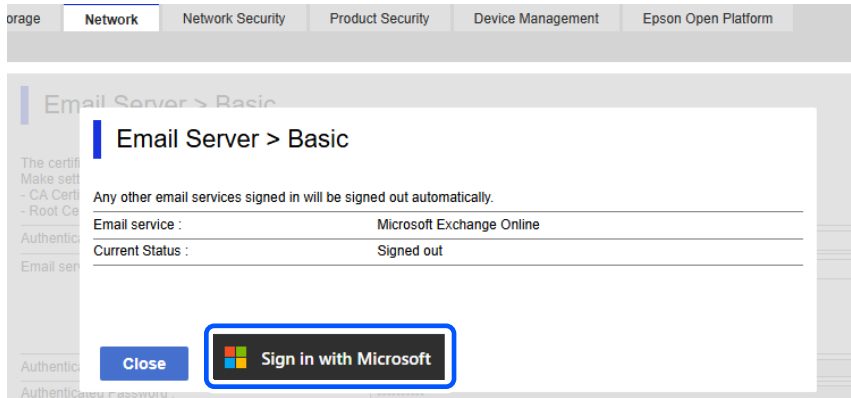 orage Network Network Security Product Security Device Management Epson Open Platform
Email Server > Basic
Email Server > Basic
The certifi
Make sett
- CA Certi
- Root Ce
Any other email services signed in will be signed out automatically.
Email service : Microsoft Exchange Online
Authentica
Current Status : Signed out
Email serv
Close Sign in with Microsoft
Authentica
Authenticated Password :